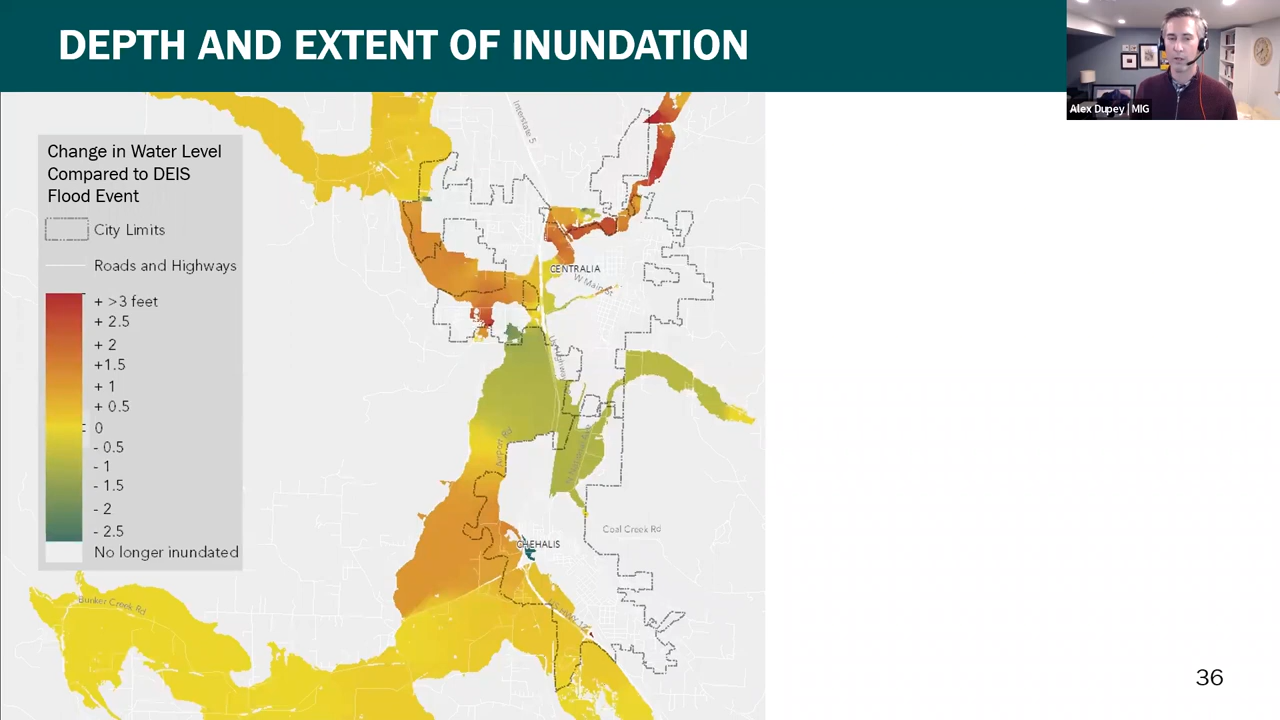 DEPTH AND EXTENT OF INUNDATION
Alex Dupey | MIG
Change in Water Level
Compared to DEIS
Flood Event
City Limits
Roads and Highways
+ >3 feet
+ 2.5
+ 2
+1.5
+ 1
+ 0.5
0
- 0.5
- 1
- 1.5
- 2
- 2.5
No longer inundated
Interstate 5
CENTRALIA
W Main St
Airport Rd
Coal Creek Rd
CHEHALIS
Bunker Creek Rd
36